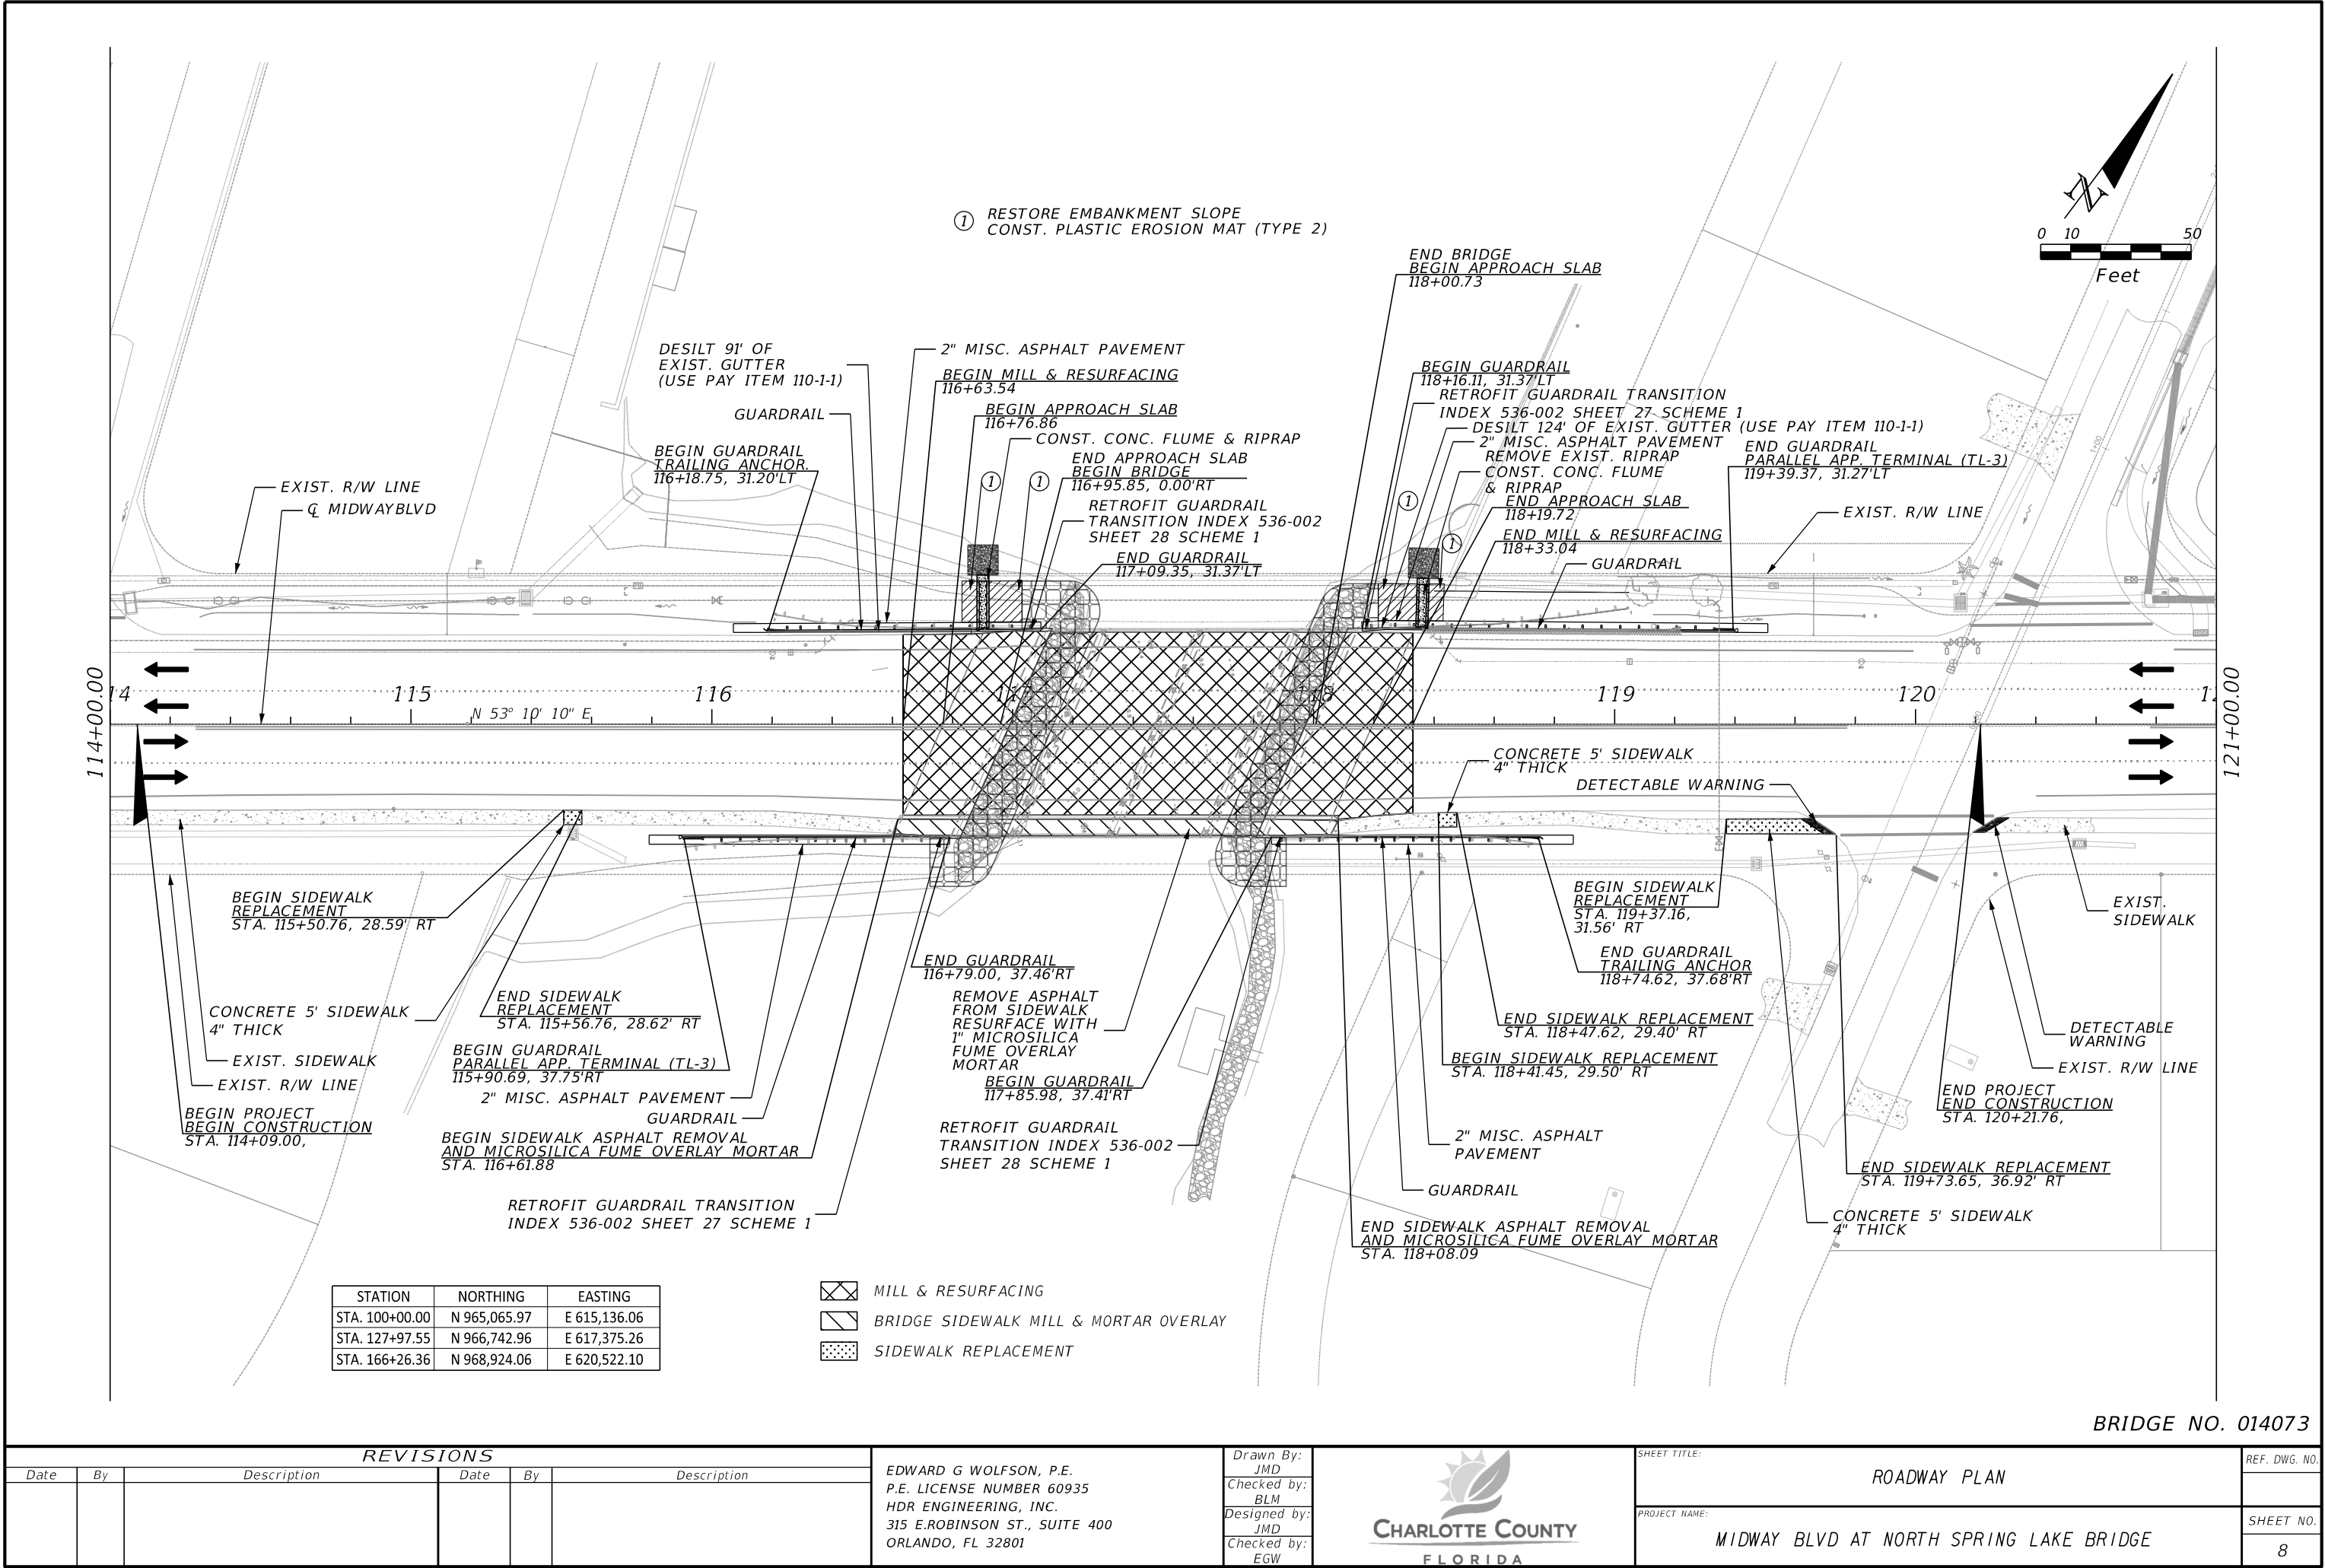 ① RESTORE EMBANKMENT SLOPE
CONST. PLASTIC EROSION MAT (TYPE 2)
0 10 50
Feet
N
END BRIDGE
BEGIN APPROACH SLAB
118+00.73
DESILT 91' OF
EXIST. GUTTER
(USE PAY ITEM 110-1-1)
GUARDRAIL
BEGIN GUARDRAIL
TRAILING ANCHOR.
116+18.75, 31.20'LT
2" MISC. ASPHALT PAVEMENT
BEGIN MILL & RESURFACING
116+63.54
BEGIN APPROACH SLAB
116+76.86
CONST. CONC. FLUME & RIPRAP
END APPROACH SLAB
BEGIN BRIDGE
116+95.85, 0.00'RT
① ①
RETROFIT GUARDRAIL
TRANSITION INDEX 536-002
SHEET 28 SCHEME 1
END GUARDRAIL
117+09.35, 31.37'LT
BEGIN GUARDRAIL
118+16.11, 31.37'LT
RETROFIT GUARDRAIL TRANSITION
INDEX 536-002 SHEET 27 SCHEME 1
DESILT 124' OF EXIST. GUTTER (USE PAY ITEM 110-1-1)
2" MISC. ASPHALT PAVEMENT
REMOVE EXIST. RIPRAP
CONST. CONC. FLUME
& RIPRAP
END APPROACH SLAB
118+19.72
END MILL & RESURFACING
118+33.04
GUARDRAIL
① ①
END GUARDRAIL
PARALLEL APP. TERMINAL (TL-3)
119+39.37, 31.27'LT
EXIST. R/W LINE
EXIST. R/W LINE
℄ MIDWAY BLVD
114+00.00
14 115 116 117 118 119 120 12
N 53° 10' 10" E
121+00.00
CONCRETE 5' SIDEWALK
4" THICK
DETECTABLE WARNING
BEGIN SIDEWALK
REPLACEMENT
STA. 115+50.76, 28.59' RT
CONCRETE 5' SIDEWALK
4" THICK
EXIST. SIDEWALK
EXIST. R/W LINE
BEGIN PROJECT
BEGIN CONSTRUCTION
STA. 114+09.00,
END SIDEWALK
REPLACEMENT
STA. 115+56.76, 28.62' RT
BEGIN GUARDRAIL
PARALLEL APP. TERMINAL (TL-3)
115+90.69, 37.75'RT
2" MISC. ASPHALT PAVEMENT
GUARDRAIL
BEGIN SIDEWALK ASPHALT REMOVAL
AND MICROSILICA FUME OVERLAY MORTAR
STA. 116+61.88
RETROFIT GUARDRAIL TRANSITION
INDEX 536-002 SHEET 27 SCHEME 1
END GUARDRAIL
116+79.00, 37.46'RT
REMOVE ASPHALT
FROM SIDEWALK
RESURFACE WITH
1" MICROSILICA
FUME OVERLAY
MORTAR
BEGIN GUARDRAIL
117+85.98, 37.41'RT
RETROFIT GUARDRAIL
TRANSITION INDEX 536-002
SHEET 28 SCHEME 1
BEGIN SIDEWALK
REPLACEMENT
STA. 119+37.16,
31.56' RT
END GUARDRAIL
TRAILING ANCHOR
118+74.62, 37.68'RT
END SIDEWALK REPLACEMENT
STA. 118+47.62, 29.40' RT
BEGIN SIDEWALK REPLACEMENT
STA. 118+41.45, 29.50' RT
2" MISC. ASPHALT
PAVEMENT
GUARDRAIL
END SIDEWALK ASPHALT REMOVAL
AND MICROSILICA FUME OVERLAY MORTAR
STA. 118+08.09
EXIST.
SIDEWALK
DETECTABLE
WARNING
EXIST. R/W LINE
END PROJECT
END CONSTRUCTION
STA. 120+21.76,
END SIDEWALK REPLACEMENT
STA. 119+73.65, 36.92' RT
CONCRETE 5' SIDEWALK
4" THICK
STATION NORTHING EASTING
STA. 100+00.00 N 965,065.97 E 615,136.06
STA. 127+97.55 N 966,742.96 E 617,375.26
STA. 166+26.36 N 968,924.06 E 620,522.10
MILL & RESURFACING
BRIDGE SIDEWALK MILL & MORTAR OVERLAY
SIDEWALK REPLACEMENT
BRIDGE NO. 014073
REVISIONS
Date By Description Date By Description
EDWARD G WOLFSON, P.E.
P.E. LICENSE NUMBER 60935
HDR ENGINEERING, INC.
315 E.ROBINSON ST., SUITE 400
ORLANDO, FL 32801
Drawn By:
JMD
Checked by:
BLM
Designed by:
JMD
Checked by:
EGW
CHARLOTTE COUNTY
FLORIDA
SHEET TITLE:
ROADWAY PLAN
PROJECT NAME:
MIDWAY BLVD AT NORTH SPRING LAKE BRIDGE
REF. DWG. NO.
SHEET NO.
8